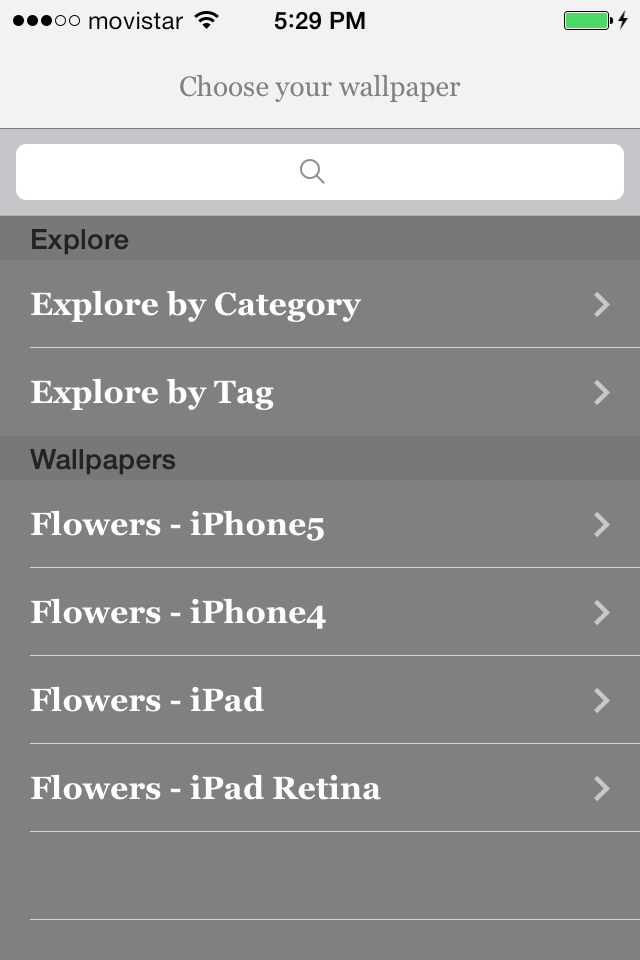 movistar 5:29 PM
Choose your wallpaper
Explore
Explore by Category
Explore by Tag
Wallpapers
Flowers - iPhone5
Flowers - iPhone4
Flowers - iPad
Flowers - iPad Retina